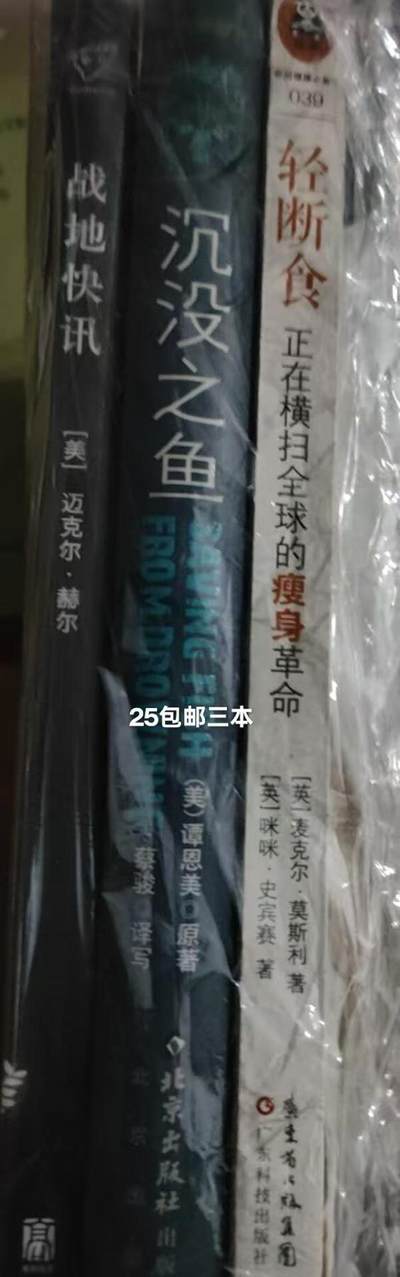 战地快讯
[美] 迈克尔·赫尔
沉没之鱼
SAVING FISH
FROM DROWNING
(美) 谭恩美 原著
蔡骏 译写
北京出版社
039
轻断食
正在横扫全球的瘦身革命
[英] 麦克尔·莫斯利 著
[英] 咪咪·史宾赛 著
广东科技出版社
25包邮三本